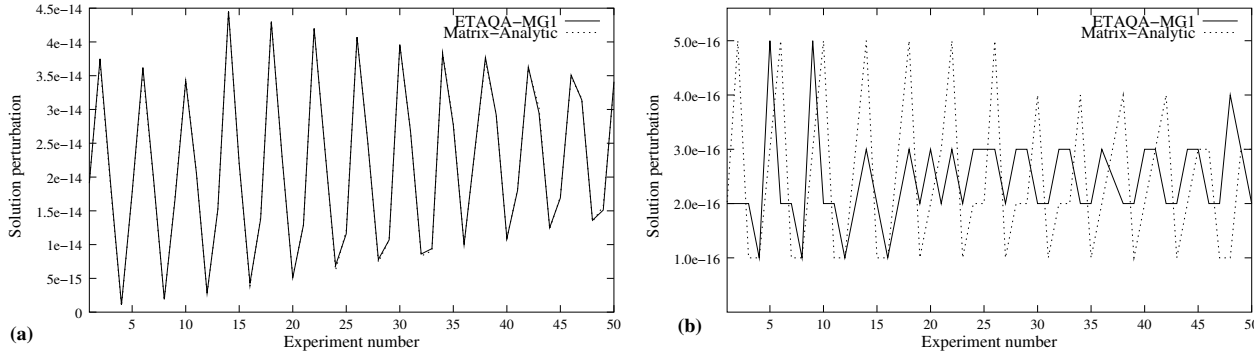 4.5e−14
4e−14
3.5e−14
3e−14
2.5e−14
2e−14
1.5e−14
1e−14
5e−15
0
Solution perturbation
ETAQA−MG1
Matrix−Analytic
5 10 15 20 25 30 35 40 45 50
Experiment number
(a)
5.0e−16
4.0e−16
3.0e−16
2.0e−16
1.0e−16
Solution perturbation
ETAQA−MG1
Matrix−Analytic
5 10 15 20 25 30 35 40 45 50
Experiment number
(b)